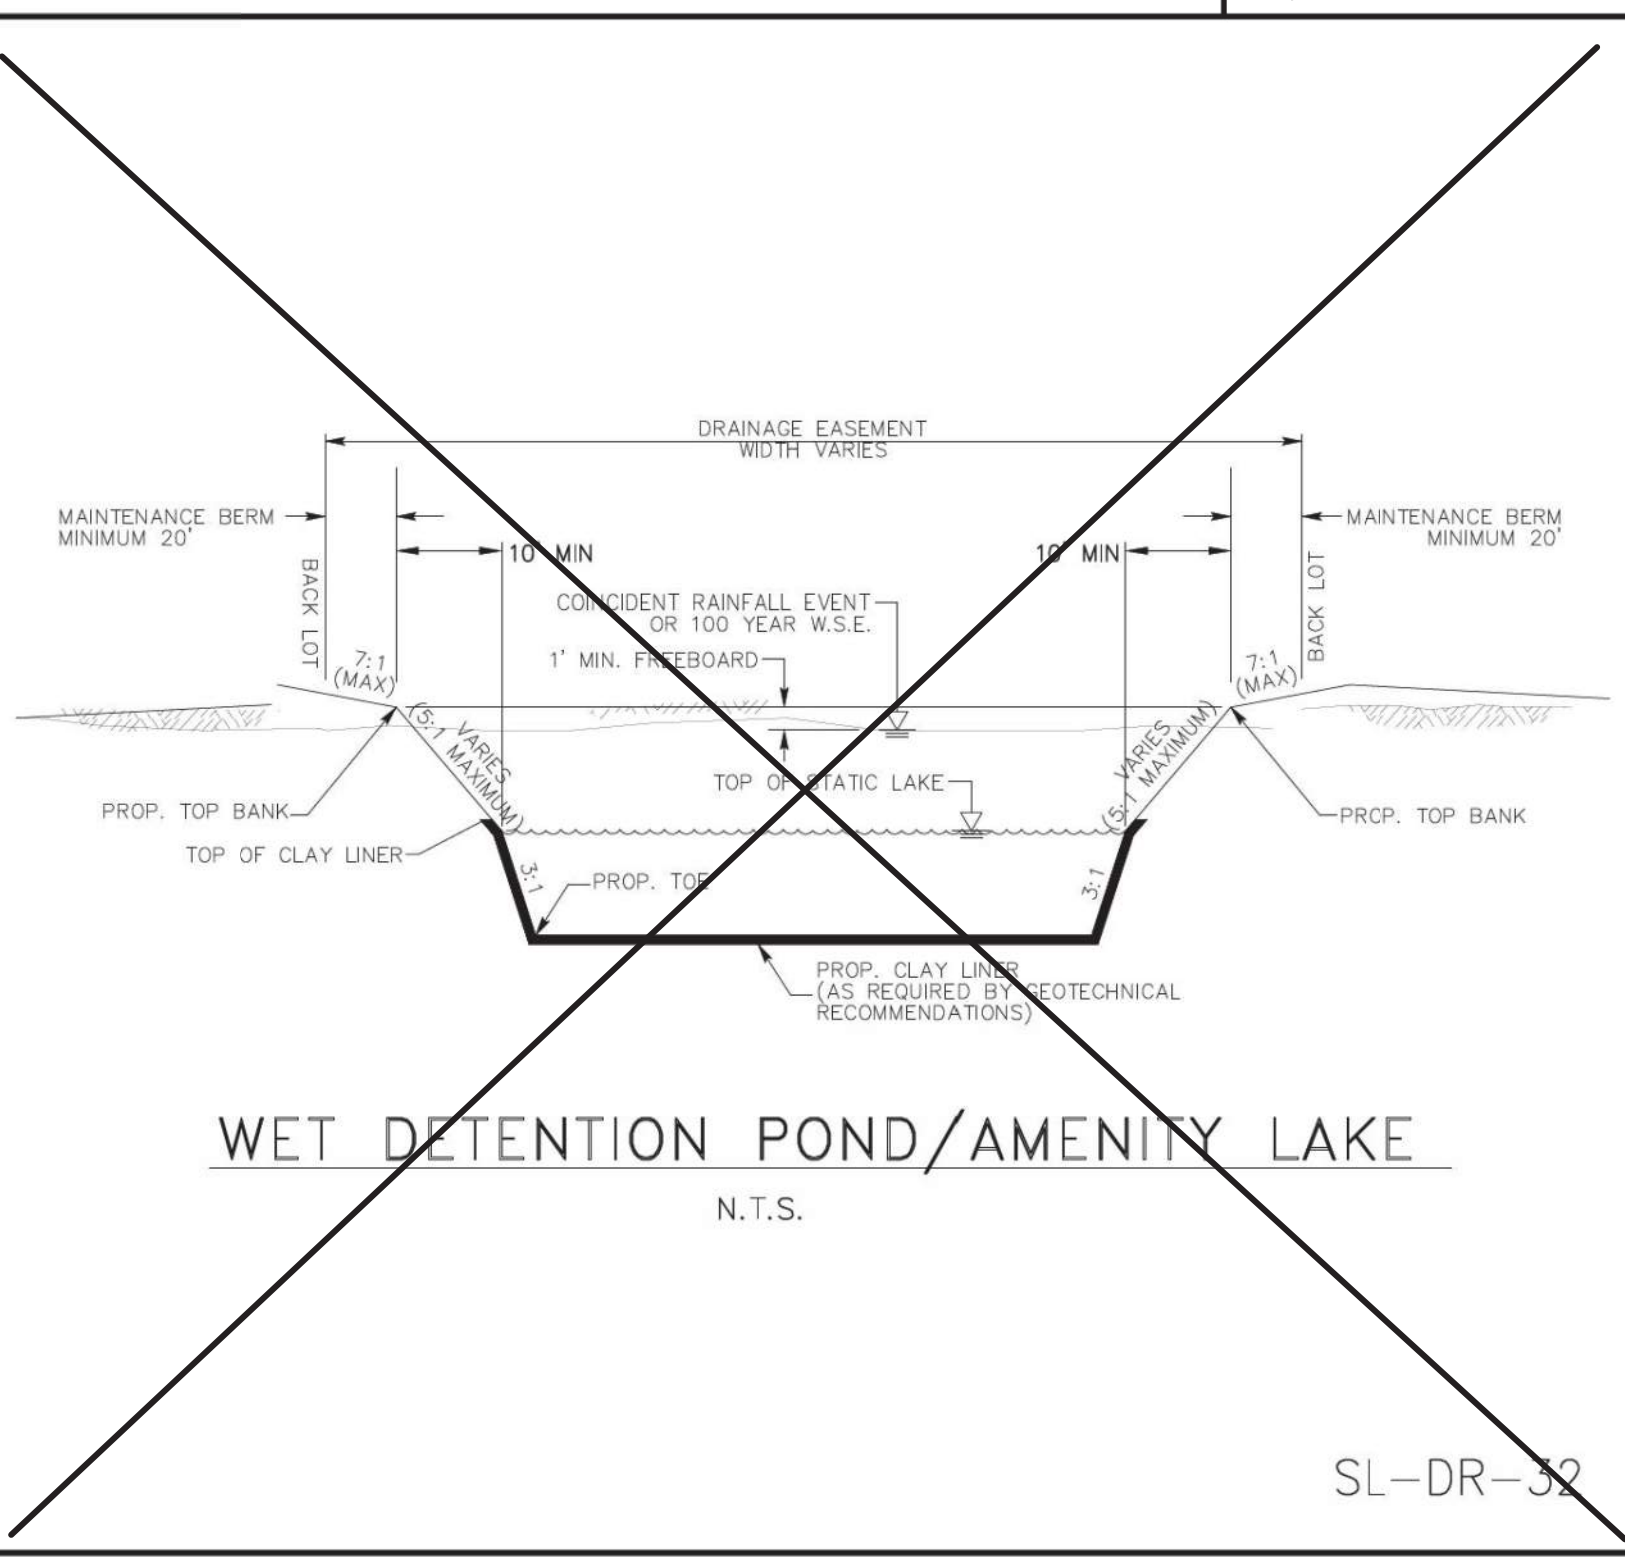 DRAINAGE EASEMENT
WIDTH VARIES
MAINTENANCE BERM
MINIMUM 20'
MAINTENANCE BERM
MINIMUM 20'
10' MIN
10' MIN
BACK LOT
BACK LOT
COINCIDENT RAINFALL EVENT
OR 100 YEAR W.S.E.
1' MIN. FREEBOARD
7:1
(MAX)
7:1
(MAX)
VARIES
(5:1 MAXIMUM)
VARIES
(5:1 MAXIMUM)
TOP OF STATIC LAKE
PROP. TOP BANK
PROP. TOP BANK
TOP OF CLAY LINER
3:1
PROP. TOE
3:1
PROP. CLAY LINER
(AS REQUIRED BY GEOTECHNICAL
RECOMMENDATIONS)
WET DETENTION POND/AMENITY LAKE
N.T.S.
SL-DR-32